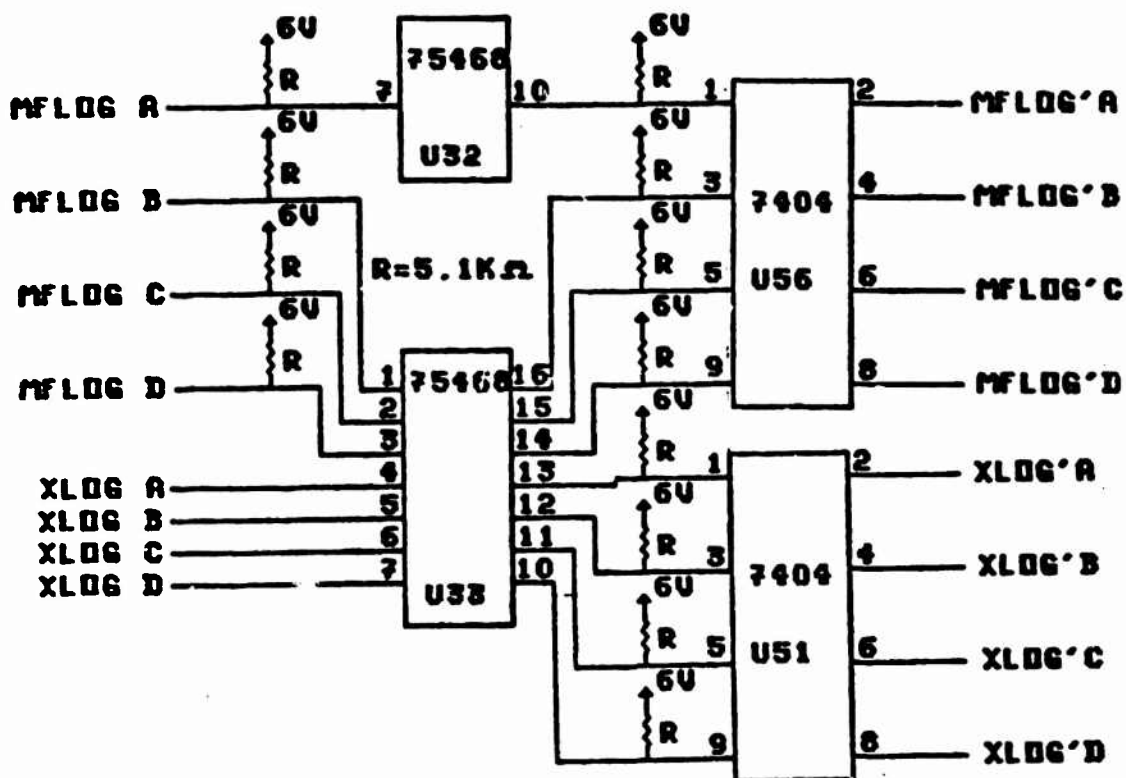 6V 75468 6V
R R
MFLOG A 7 10 1 2 MFLOG'A
6V 6V
R U32 R
MFLOG B 3 7404 4 MFLOG'B
6V 6V
R R=5.1KΩ R
MFLOG C 5 U56 6 MFLOG'C
6V 6V
R R
MFLOG D 1 75468 16 9 8 MFLOG'D
2 15 6V
3 14 R
XLOG A 4 13 1 2 XLOG'A
XLOG B 5 12 6V
XLOG C 6 11 R
XLOG D 7 10 3 7404 4 XLOG'B
U33 6V
R
5 U51 6 XLOG'C
6V
R
9 8 XLOG'D